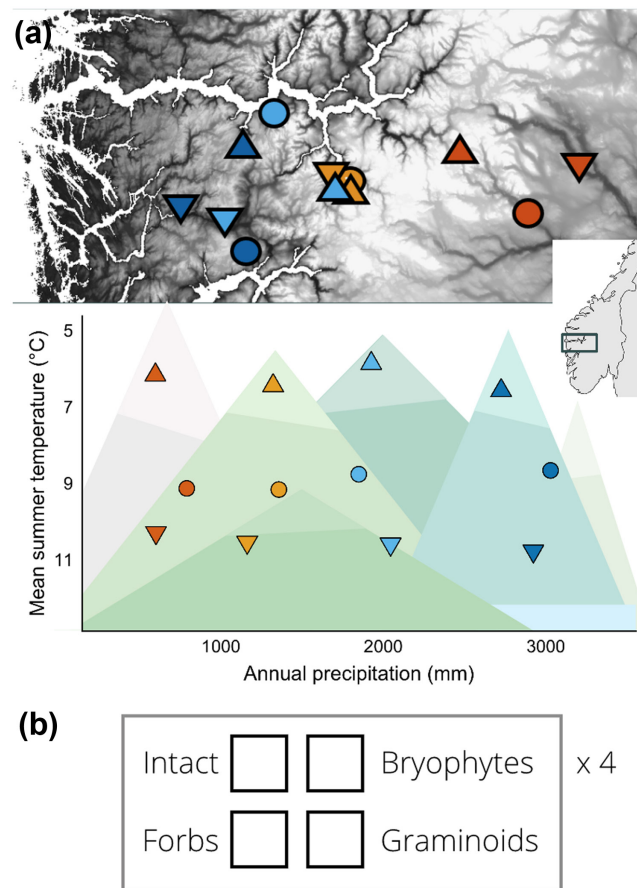 (a)
5
7
9
11
Mean summer temperature (°C)
1000 2000 3000
Annual precipitation (mm)
(b)
Intact Bryophytes x 4
Forbs Graminoids